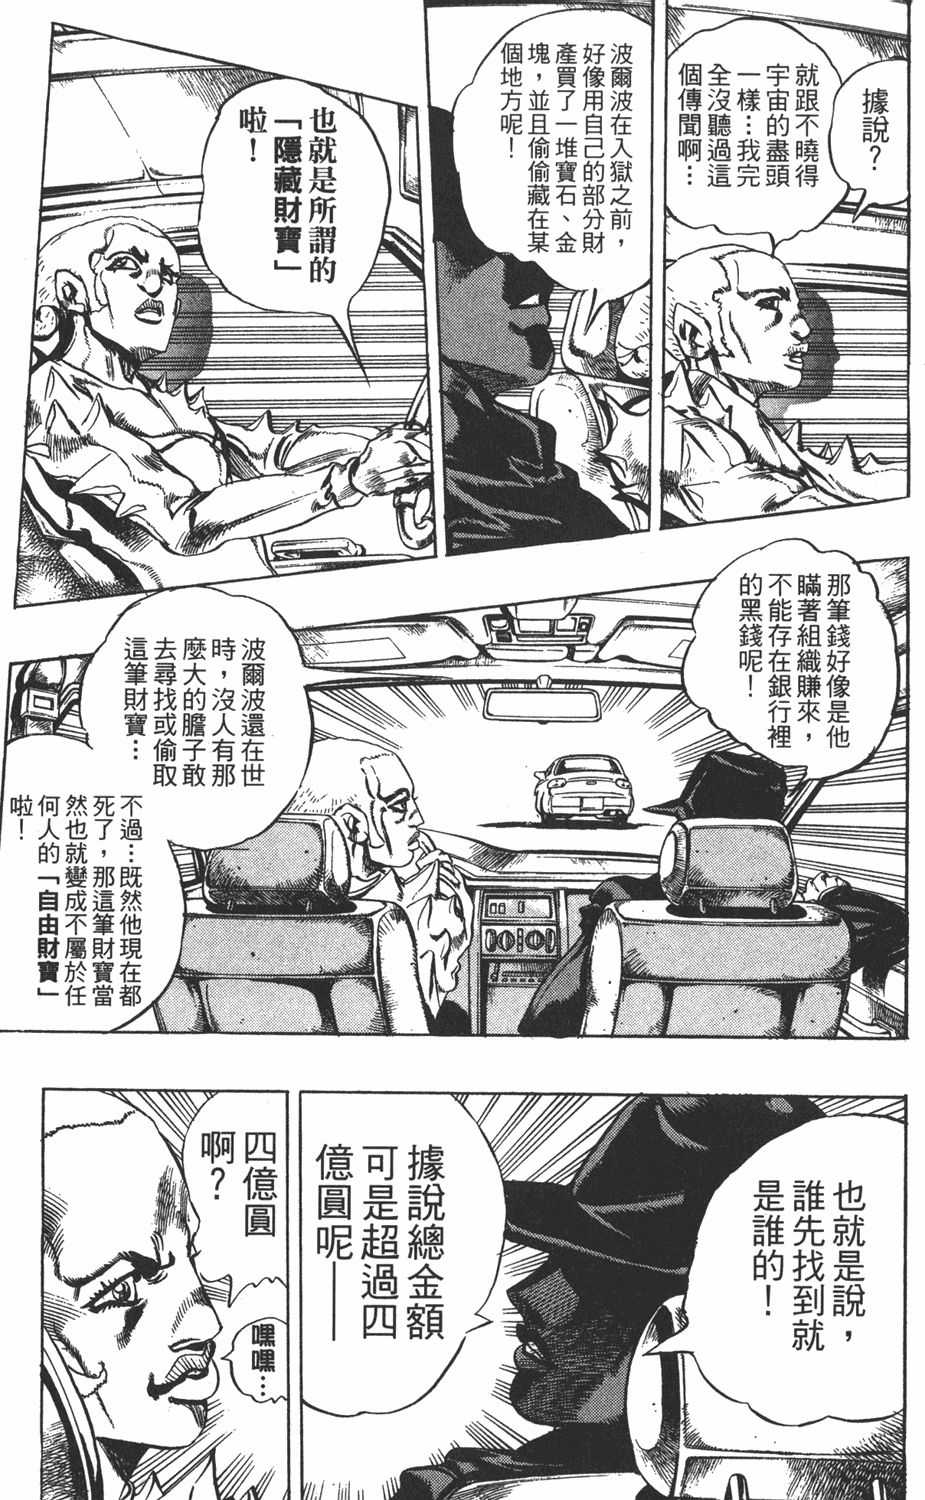 據說？
就跟不曉得
宇宙的盡頭
一樣…我完
全沒聽過這
個傳聞啊…
波爾波在入獄之前，
好像用自己的部分財
產買了一堆寶石、金
塊，並且偷偷藏在某
個地方呢！
也就是所謂的
「隱藏財寶」
啦！
那筆錢好像是他
瞞著組織賺來，
不能存在銀行裡
的黑錢呢！
波爾波還在世
時，沒人有那
麼大的膽子敢
去尋找或偷取
這筆財寶…
不過…既然他現在都
死了，那這筆財寶當
然也就變成不屬於任
何人的「自由財寶」
啦！
也就是說，
誰先找到就
是誰的！
據說總金額
可是超過四
億圓呢——
四億圓
啊？
嘿嘿…